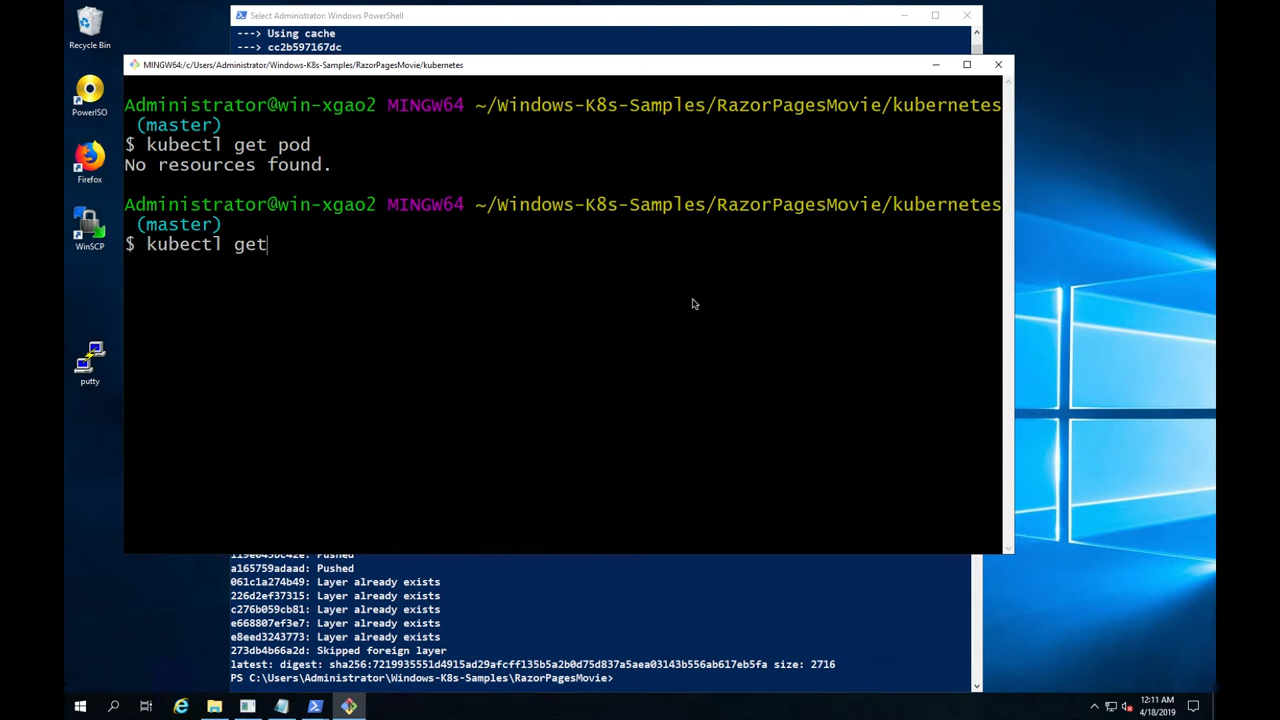 Recycle Bin
PowerISO
Firefox
WinSCP
putty
Select Administrator: Windows PowerShell
---> Using cache
---> cc2b597167dc
MINGW64:/c/Users/Administrator/Windows-K8s-Samples/RazorPagesMovie/kubernetes
Administrator@win-xgao2 MINGW64 ~/Windows-K8s-Samples/RazorPagesMovie/kubernetes
(master)
$ kubectl get pod
No resources found.
Administrator@win-xgao2 MINGW64 ~/Windows-K8s-Samples/RazorPagesMovie/kubernetes
(master)
$ kubectl get
119e043bc42e: Pushed
a165759adaad: Pushed
061c1a274b49: Layer already exists
226d2ef37315: Layer already exists
c276b059cb81: Layer already exists
e668807ef3e7: Layer already exists
e8eed3243773: Layer already exists
273db4b66a2d: Skipped foreign layer
latest: digest: sha256:7219935551d4915ad29afcff135b5a2b0d75d837a5aea03143b556ab617eb5fa size: 2716
PS C:\Users\Administrator\Windows-K8s-Samples\RazorPagesMovie>
12:11 AM
4/18/2019